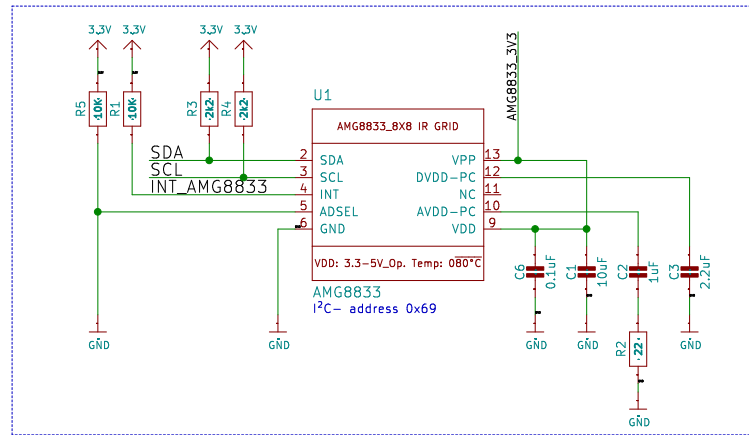 3.3V 3.3V 3.3V 3.3V
AMG8833_3V3
U1
R5 10K R1 10K R3 2k2 R4 2k2
AMG8833_8X8 IR GRID
SDA 2 SDA VPP 13
SCL 3 SCL DVDD-PC 12
INT_AMG8833 4 INT NC 11
5 ADSEL AVDD-PC 10
6 GND VDD 9
VDD: 3.3-5V_Op. Temp: 080°C
C6 0.1uF C1 10uF C2 1uF C3 2.2uF
AMG8833
I²C- address 0x69
GND GND GND GND GND
R2 22
GND